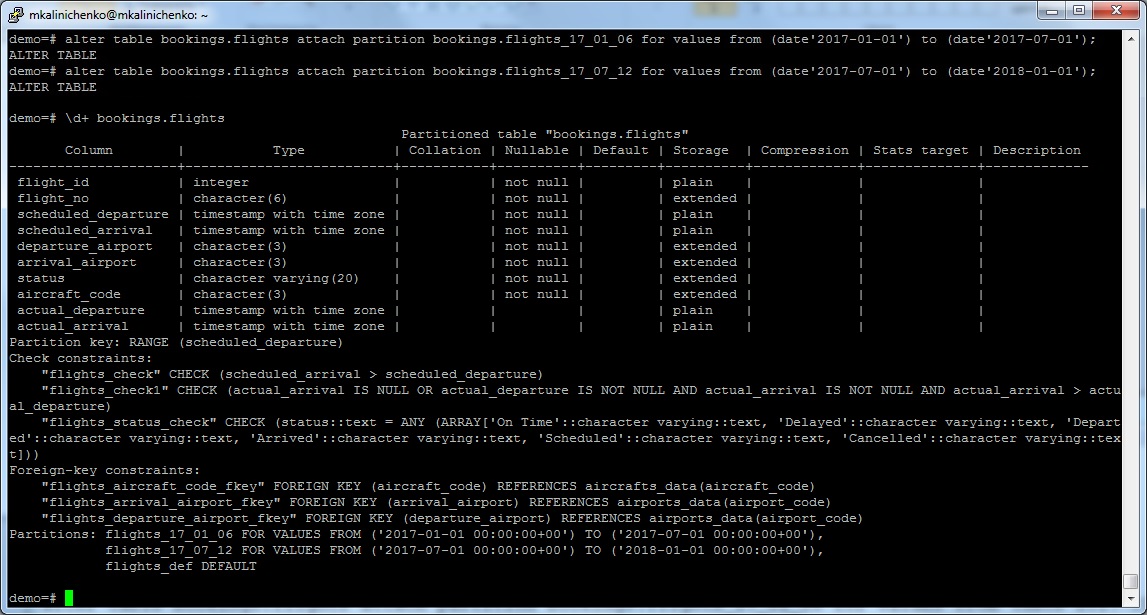 mkalinichenko@mkalinichenko: ~
demo=# alter table bookings.flights attach partition bookings.flights_17_01_06 for values from (date'2017-01-01') to (date'2017-07-01');
ALTER TABLE
demo=# alter table bookings.flights attach partition bookings.flights_17_07_12 for values from (date'2017-07-01') to (date'2018-01-01');
ALTER TABLE
demo=# \d+ bookings.flights
Partitioned table "bookings.flights"
Column | Type | Collation | Nullable | Default | Storage | Compression | Stats target | Description
---------------------+--------------------------+-----------+----------+---------+----------+-------------+--------------+-------------
flight_id | integer | | not null | | plain | | |
flight_no | character(6) | | not null | | extended | | |
scheduled_departure | timestamp with time zone | | not null | | plain | | |
scheduled_arrival | timestamp with time zone | | not null | | plain | | |
departure_airport | character(3) | | not null | | extended | | |
arrival_airport | character(3) | | not null | | extended | | |
status | character varying(20) | | not null | | extended | | |
aircraft_code | character(3) | | not null | | extended | | |
actual_departure | timestamp with time zone | | | | plain | | |
actual_arrival | timestamp with time zone | | | | plain | | |
Partition key: RANGE (scheduled_departure)
Check constraints:
"flights_check" CHECK (scheduled_arrival > scheduled_departure)
"flights_check1" CHECK (actual_arrival IS NULL OR actual_departure IS NOT NULL AND actual_arrival IS NOT NULL AND actual_arrival > actu
al_departure)
"flights_status_check" CHECK (status::text = ANY (ARRAY['On Time'::character varying::text, 'Delayed'::character varying::text, 'Depart
ed'::character varying::text, 'Arrived'::character varying::text, 'Scheduled'::character varying::text, 'Cancelled'::character varying::tex
t]))
Foreign-key constraints:
"flights_aircraft_code_fkey" FOREIGN KEY (aircraft_code) REFERENCES aircrafts_data(aircraft_code)
"flights_arrival_airport_fkey" FOREIGN KEY (arrival_airport) REFERENCES airports_data(airport_code)
"flights_departure_airport_fkey" FOREIGN KEY (departure_airport) REFERENCES airports_data(airport_code)
Partitions: flights_17_01_06 FOR VALUES FROM ('2017-01-01 00:00:00+00') TO ('2017-07-01 00:00:00+00'),
flights_17_07_12 FOR VALUES FROM ('2017-07-01 00:00:00+00') TO ('2018-01-01 00:00:00+00'),
flights_def DEFAULT
demo=#